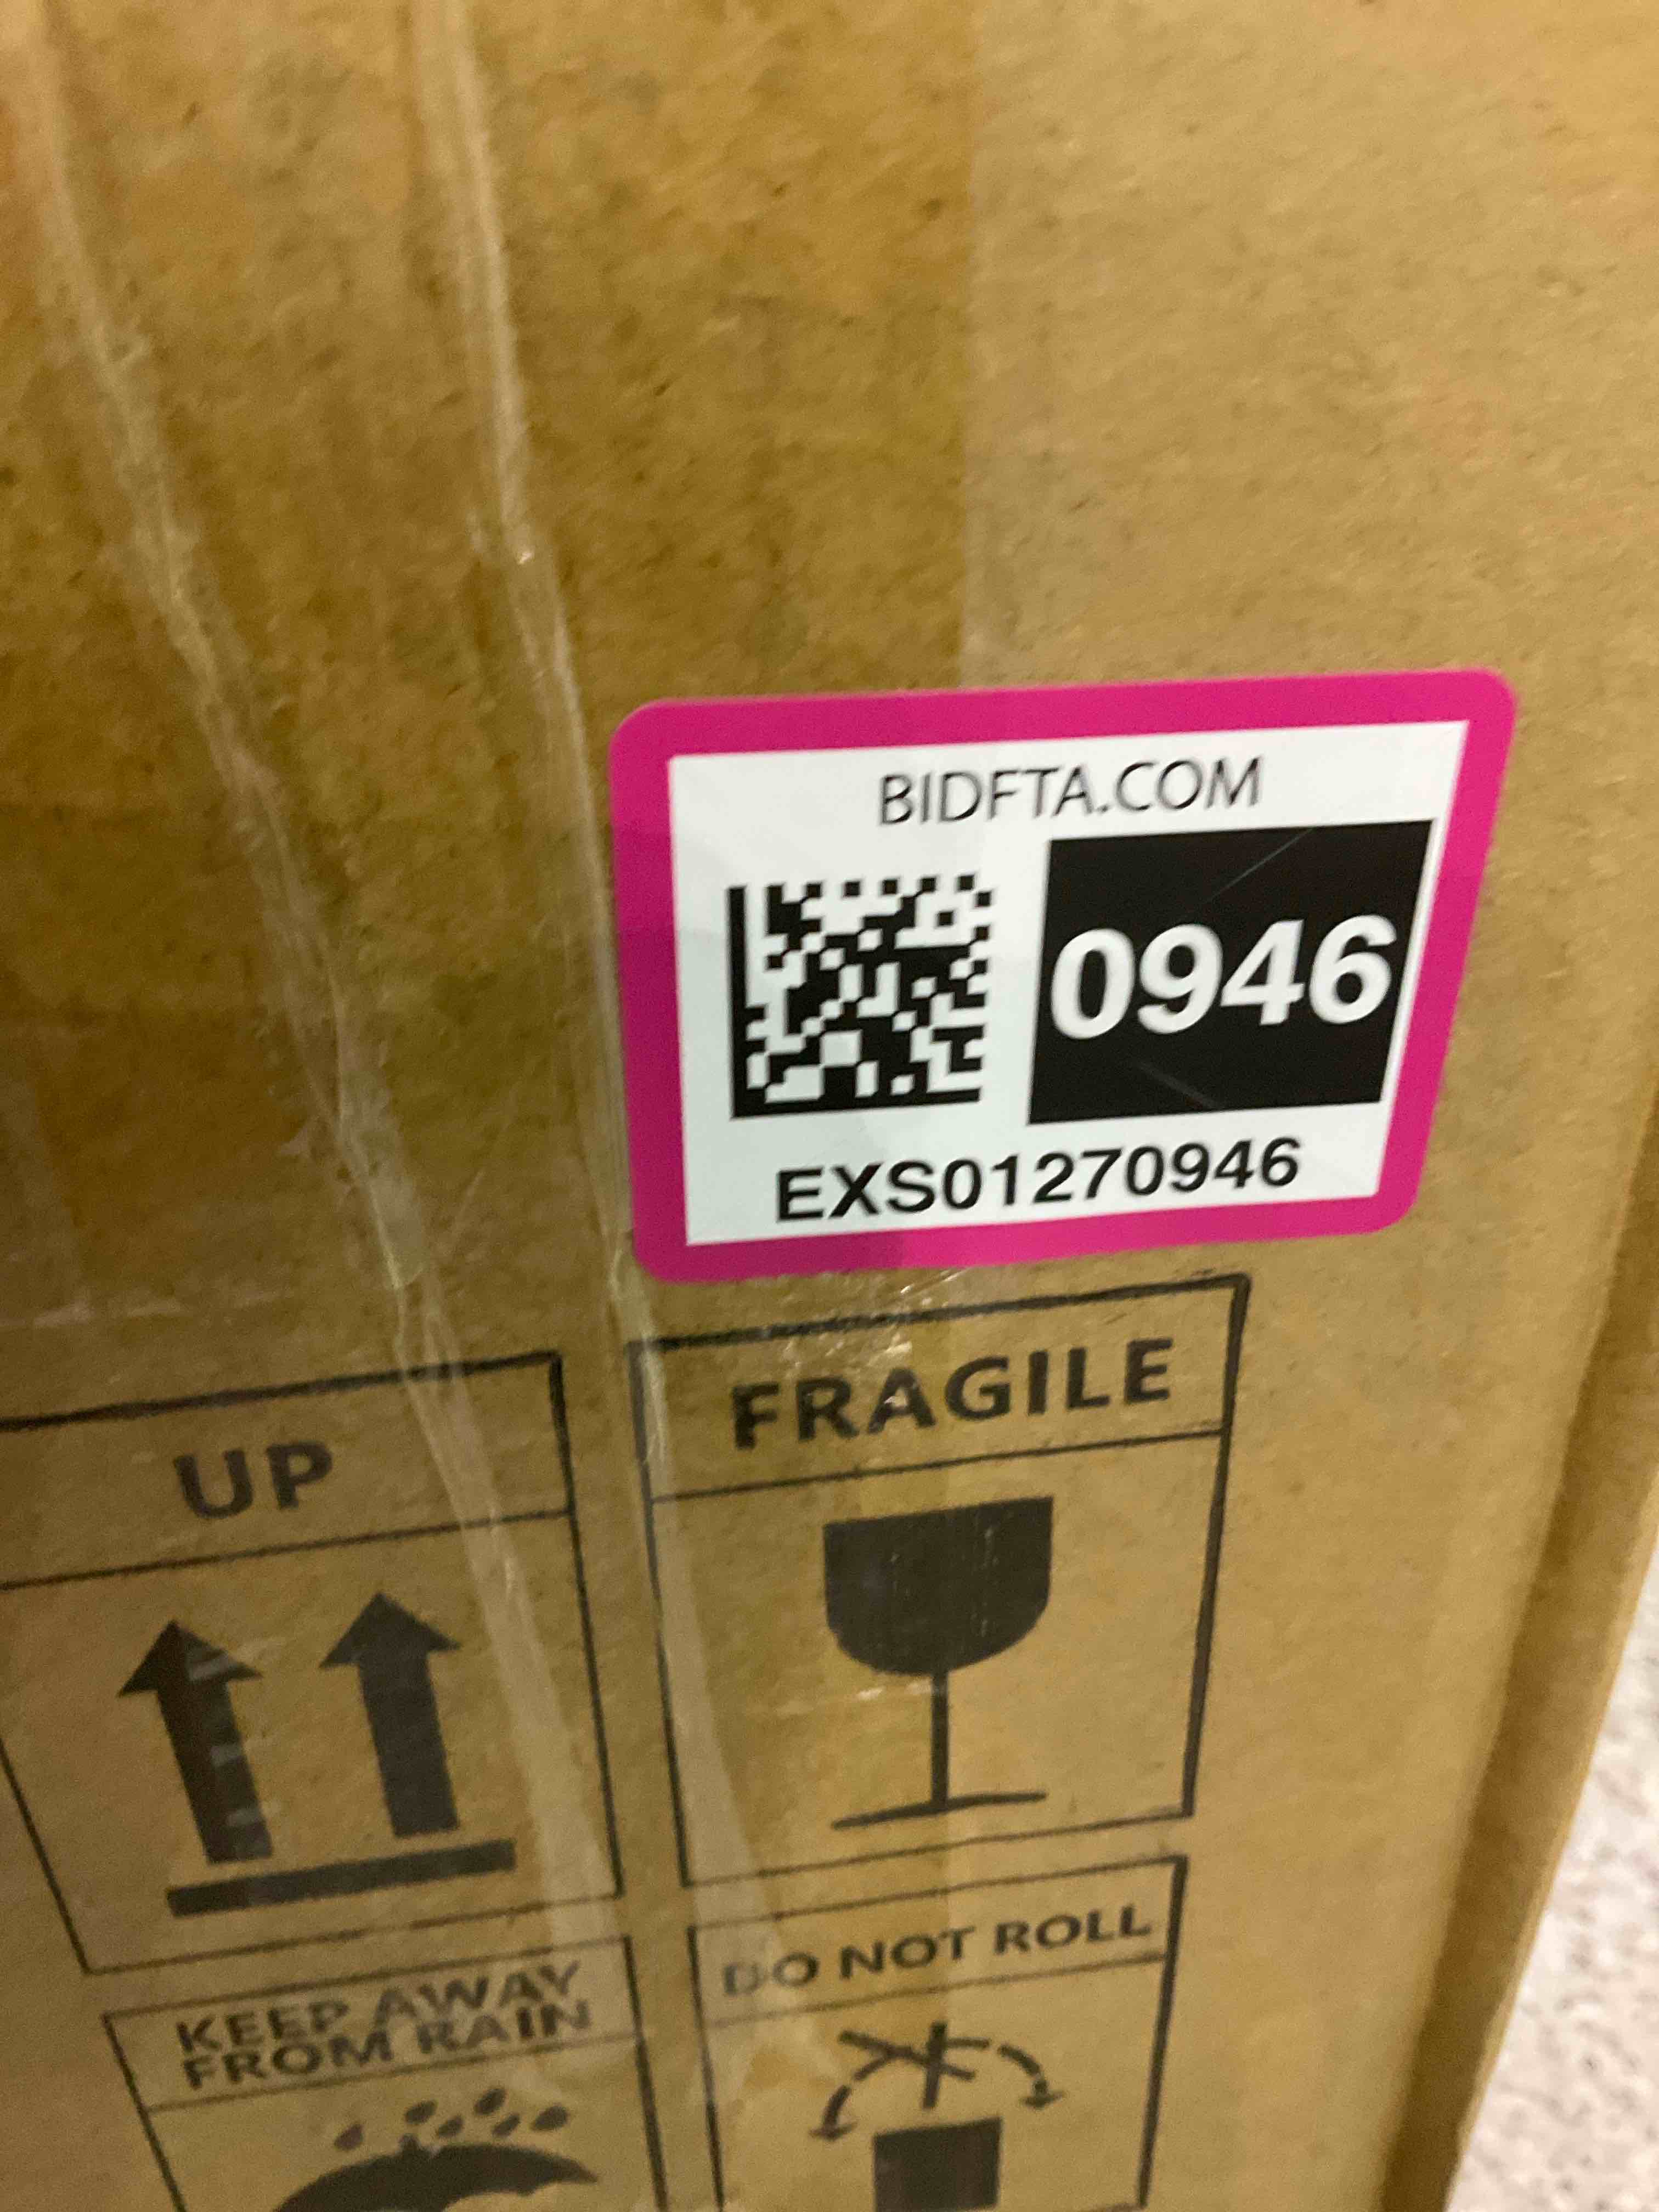 BIDFTA.COM
0946
EXS01270946
UP
FRAGILE
KEEP AWAY
FROM RAIN
DO NOT ROLL